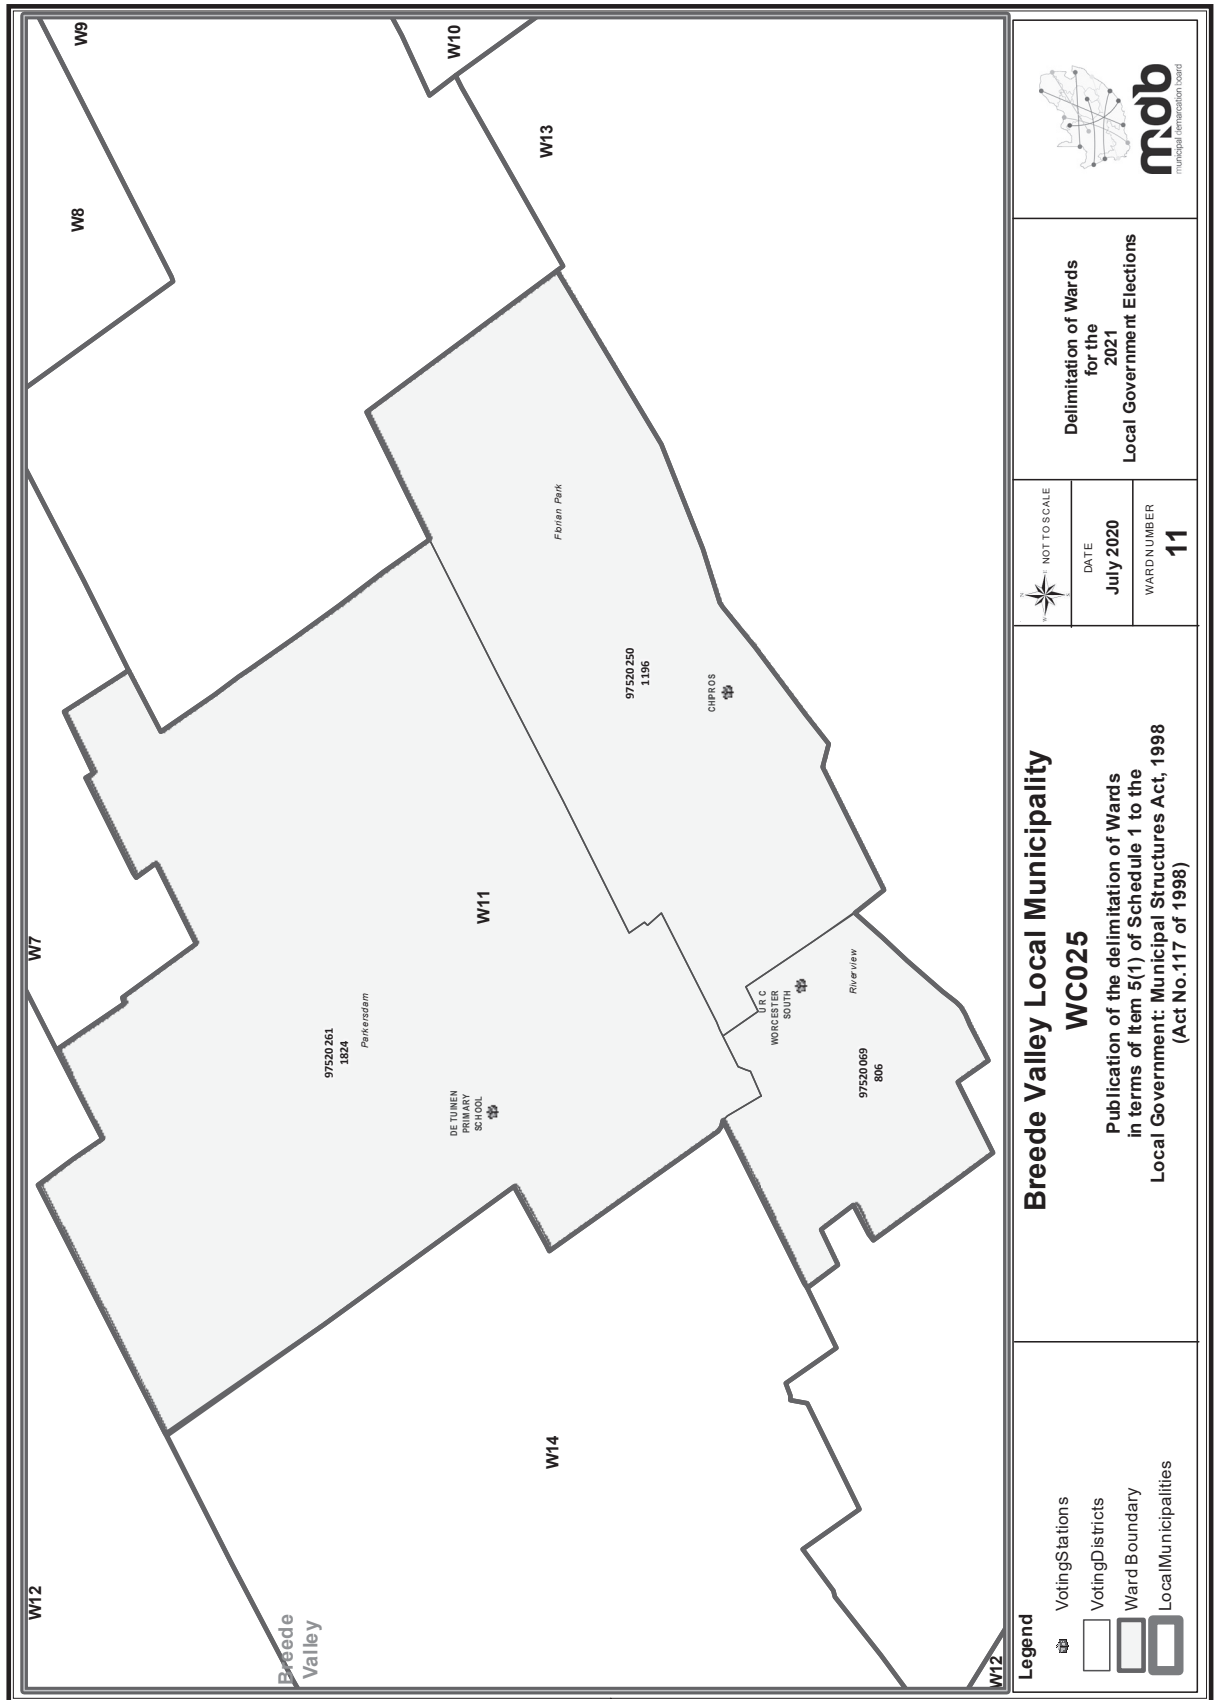 W9
W8
W10
W13
W7
W12
W11
W14
W12
Breede
Valley
Florian Park
97520250
1196
CHIPROS
97520261
1824
Parkersdam
DE TUINEN
PRIMARY
SCHOOL
U R C
WORCESTER
SOUTH
Riverview
97520069
806
Legend
VotingStations
VotingDistricts
Ward Boundary
LocalMunicipalities
Breede Valley Local Municipality
WC025
Publication of the delimitation of Wards
in terms of Item 5(1) of Schedule 1 to the
Local Government: Municipal Structures Act, 1998
(Act No.117 of 1998)
N
W
E
S
NOT TO SCALE
DATE
July 2020
WARD NUMBER
11
Delimitation of Wards
for the
2021
Local Government Elections
mdb
municipal demarcation board